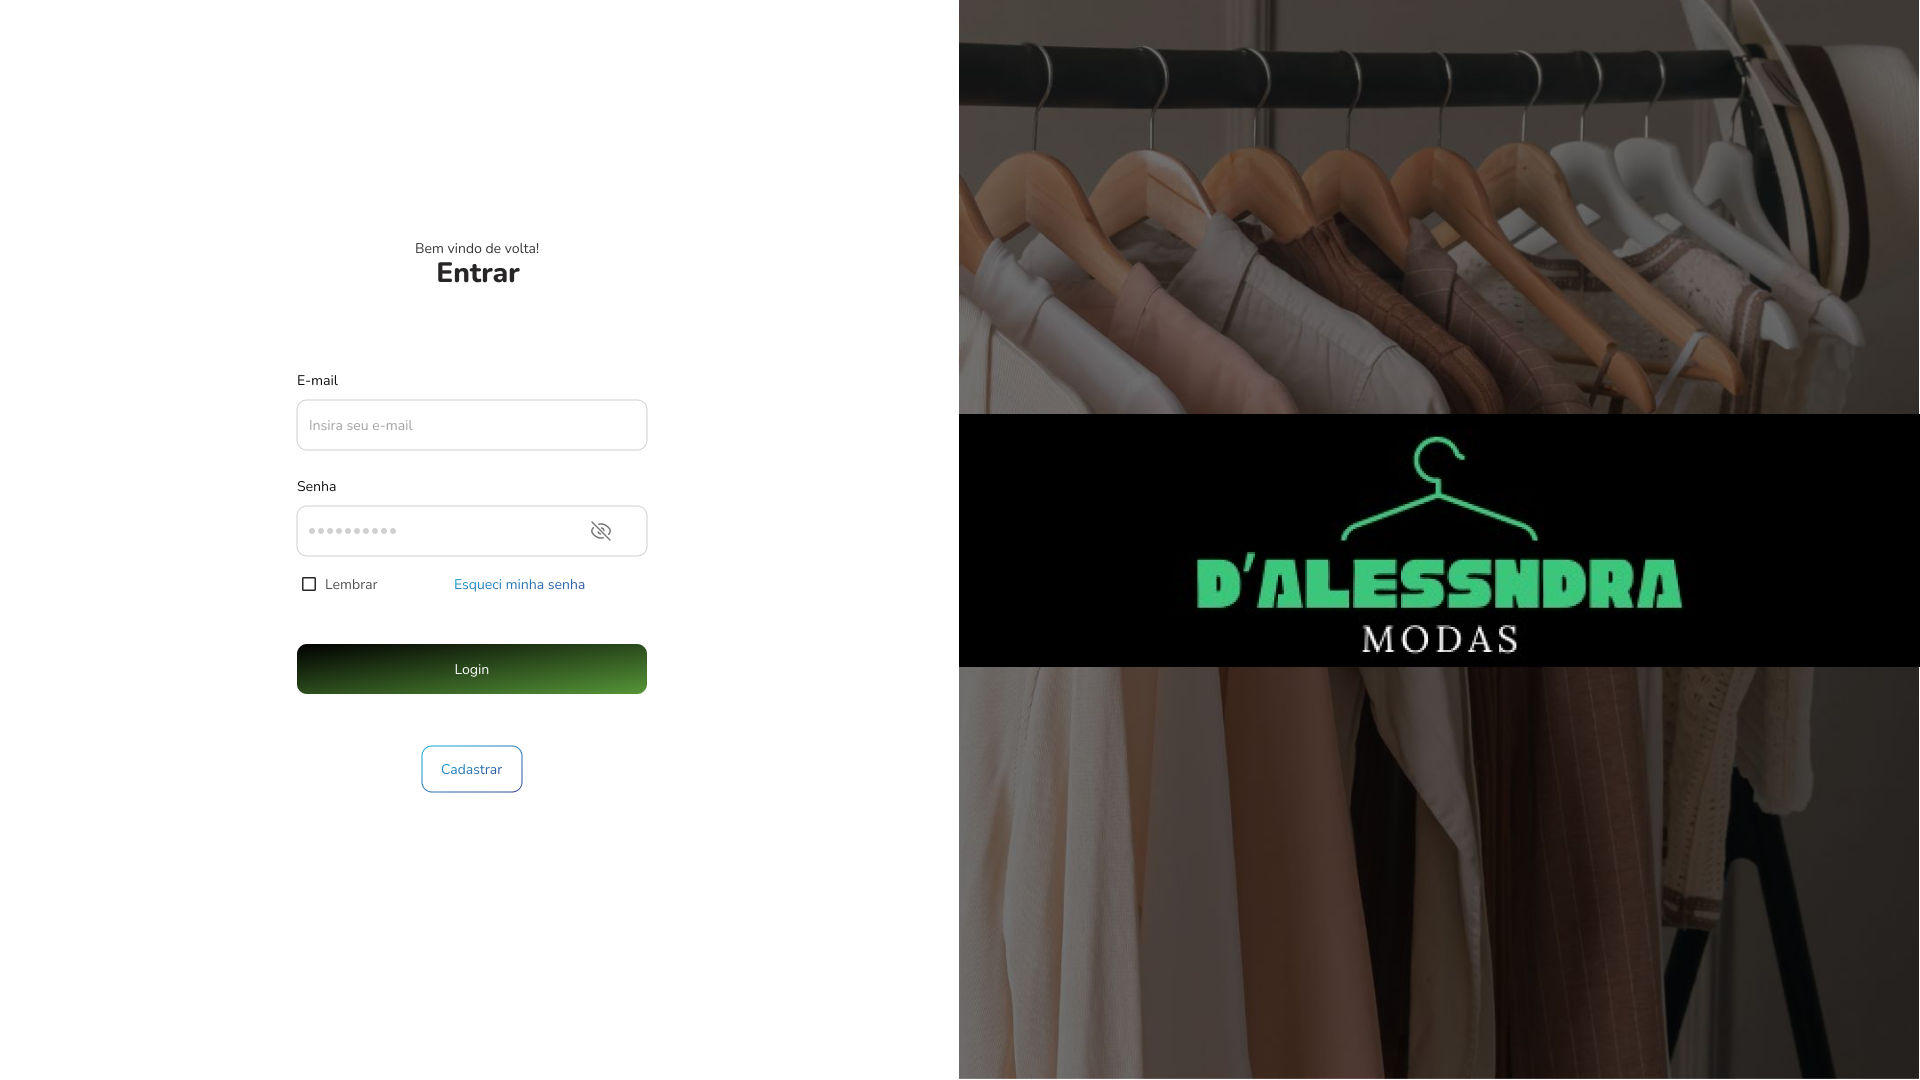 Bem vindo de volta!
Entrar
E-mail
Insira seu e-mail
Senha
Lembrar
Esqueci minha senha
Login
Cadastrar
D'ALESSNDRA
MODAS